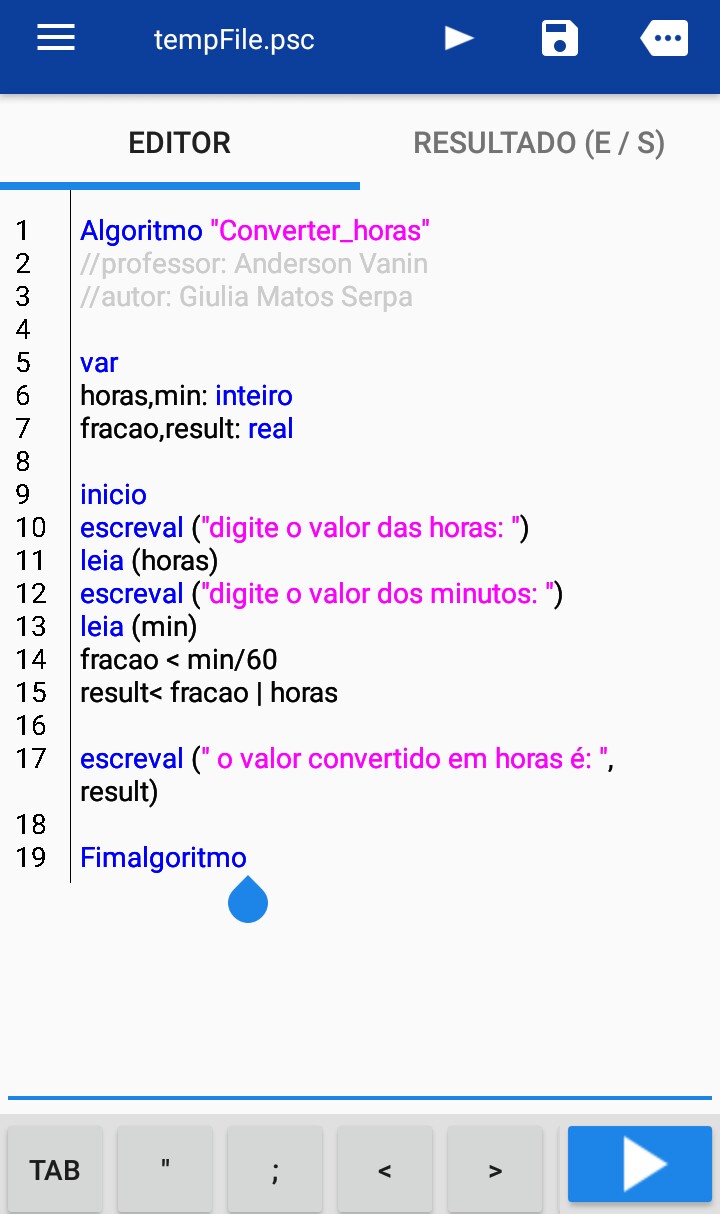 tempFile.psc
EDITOR
RESULTADO (E / S)
1 Algoritmo "Converter_horas"
2 //professor: Anderson Vanin
3 //autor: Giulia Matos Serpa
4
5 var
6 horas,min: inteiro
7 fracao,result: real
8
9 inicio
10 escreval ("digite o valor das horas: ")
11 leia (horas)
12 escreval ("digite o valor dos minutos: ")
13 leia (min)
14 fracao < min/60
15 result< fracao | horas
16
17 escreval (" o valor convertido em horas é: ",
result)
18
19 Fimalgoritmo
TAB " ; < >